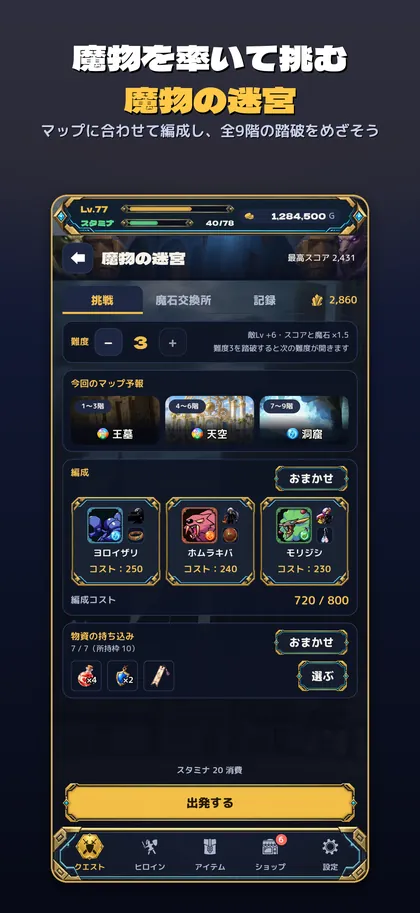 魔物を率いて挑む
魔物の迷宮
マップに合わせて編成し、全9階の踏破をめざそう
Lv.77
スタミナ 40/78
1,284,500 G
魔物の迷宮
最高スコア 2,431
挑戦 魔石交換所 記録 2,860
難度 − 3 +
敵Lv +6・スコアと魔石 ×1.5
難度3を踏破すると次の難度が開きます
今回のマップ予報
1〜3階 4〜6階 7〜9階
王墓 天空 洞窟
編成 おまかせ
ヨロイザリ ホムラキバ モリジシ
コスト：250 コスト：240 コスト：230
編成コスト 720 / 800
物資の持ち込み
7 / 7（所持枠 10）
おまかせ
×4 ×2
選ぶ
スタミナ 20 消費
出発する
6
クエスト ヒロイン アイテム ショップ 設定